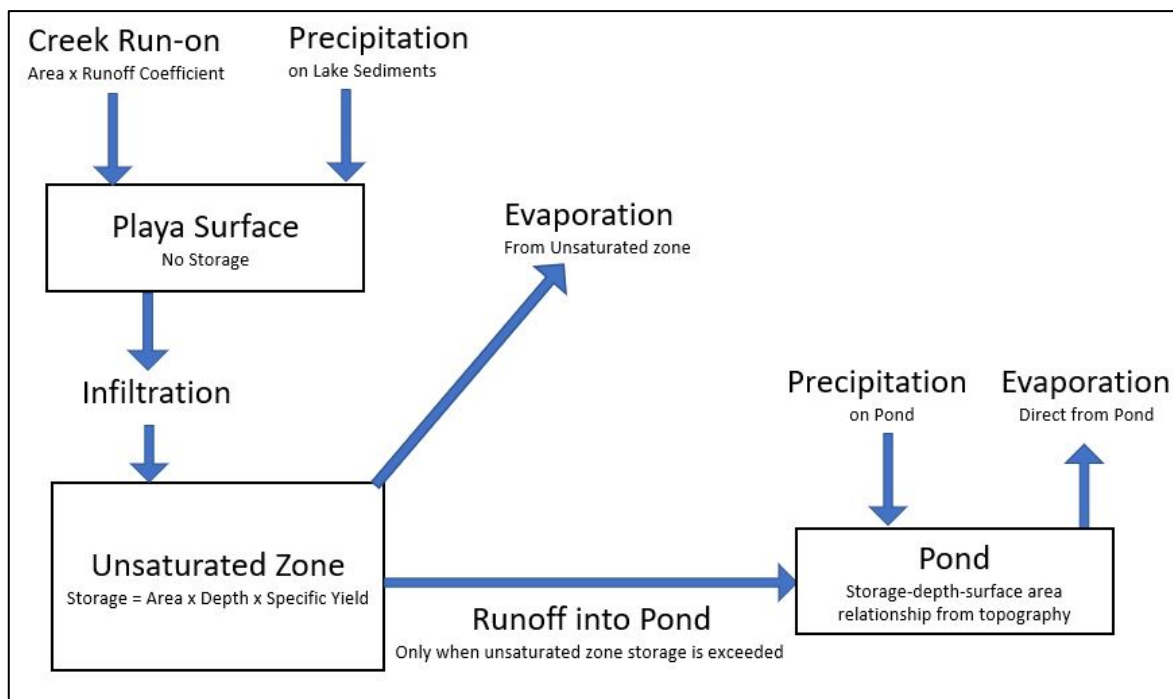 Creek Run-on
Area x Runoff Coefficient
Precipitation
on Lake Sediments
Playa Surface
No Storage
Evaporation
From Unsaturated zone
Infiltration
Precipitation
on Pond
Evaporation
Direct from Pond
Unsaturated Zone
Storage = Area x Depth x Specific Yield
Runoff into Pond
Only when unsaturated zone storage is exceeded
Pond
Storage-depth-surface area
relationship from topography